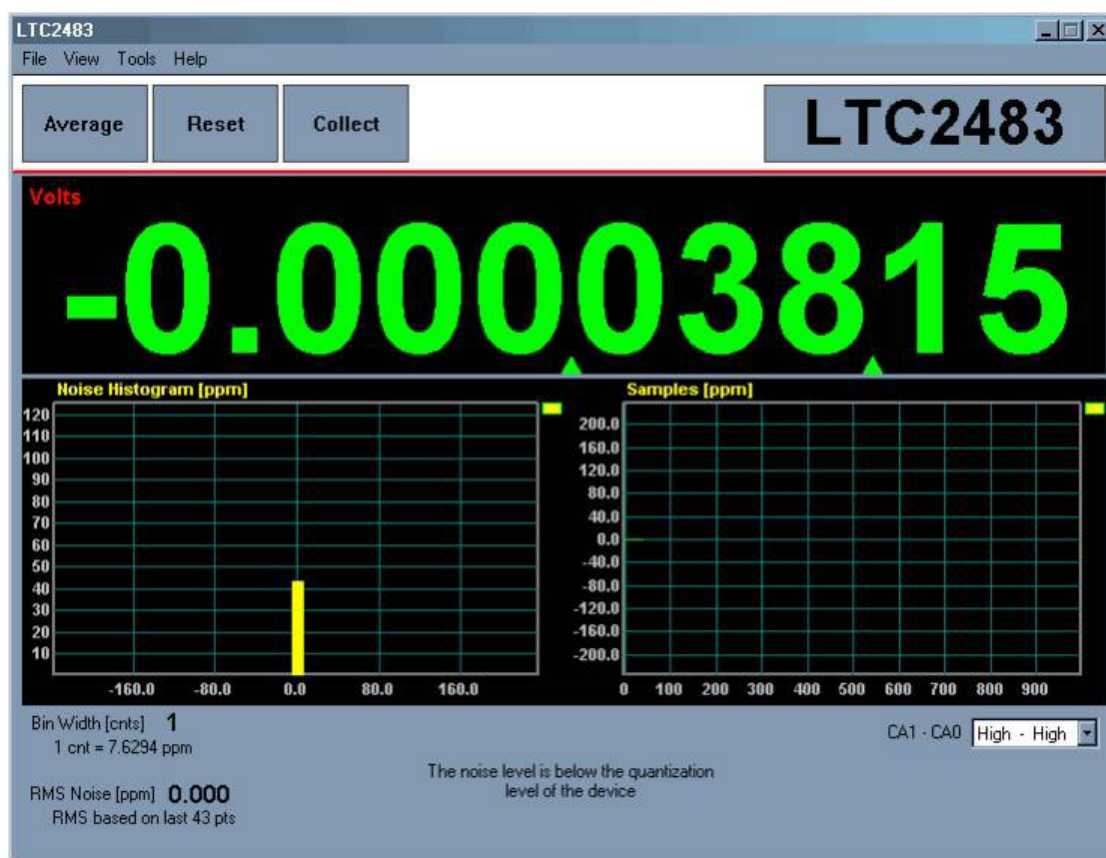 LTC2483
File View Tools Help
Average Reset Collect LTC2483
Volts
-0.00003815
Noise Histogram [ppm]
120
110
100
90
80
70
60
50
40
30
20
10
-160.0 -80.0 0.0 80.0 160.0
Samples [ppm]
200.0
160.0
120.0
80.0
40.0
0.0
-40.0
-80.0
-120.0
-160.0
-200.0
0 100 200 300 400 500 600 700 800 900
Bin Width [cnts] 1
1 cnt = 7.6294 ppm
RMS Noise [ppm] 0.000
RMS based on last 43 pts
The noise level is below the quantization
level of the device
CA1 - CA0 High - High